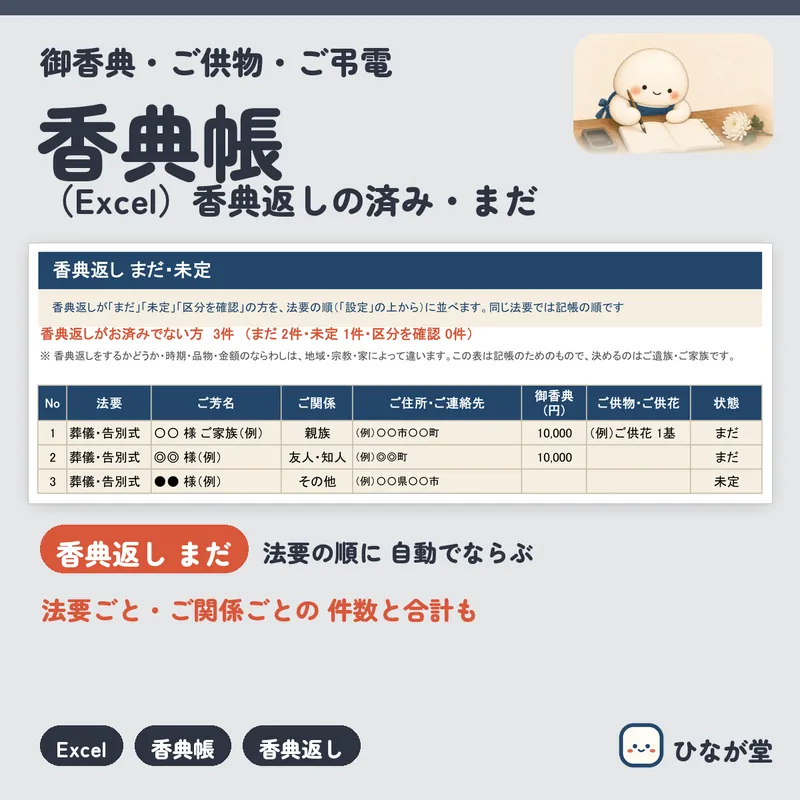 御香典・ご供物・ご弔電
香典帳
（Excel）香典返しの済み・まだ
香典返し まだ・未定
香典返しが「まだ」「未定」「区分を確認」の方を、法要の順（「設定」の上から）に並べます。同じ法要では記帳の順です
香典返しがお済みでない方 3件 （まだ 2件・未定 1件・区分を確認 0件）
※ 香典返しをするかどうか・時期・品物・金額のならわしは、地域・宗教・家によって違います。この表は記帳のためのもので、決めるのはご遺族・ご家族です。
No 法要 ご芳名 ご関係 ご住所・ご連絡先 御香典（円） ご供物・ご供花 状態
1 葬儀・告別式 〇〇 様 ご家族（例） 親族 （例）〇〇市〇〇町 10,000 （例）ご供花 1基 まだ
2 葬儀・告別式 ◎◎ 様（例） 友人・知人 （例）◎◎町 10,000 まだ
3 葬儀・告別式 ●● 様（例） その他 （例）〇〇県〇〇市 未定
香典返し まだ 法要の順に 自動でならぶ
法要ごと・ご関係ごとの 件数と合計も
Excel 香典帳 香典返し
ひなが堂